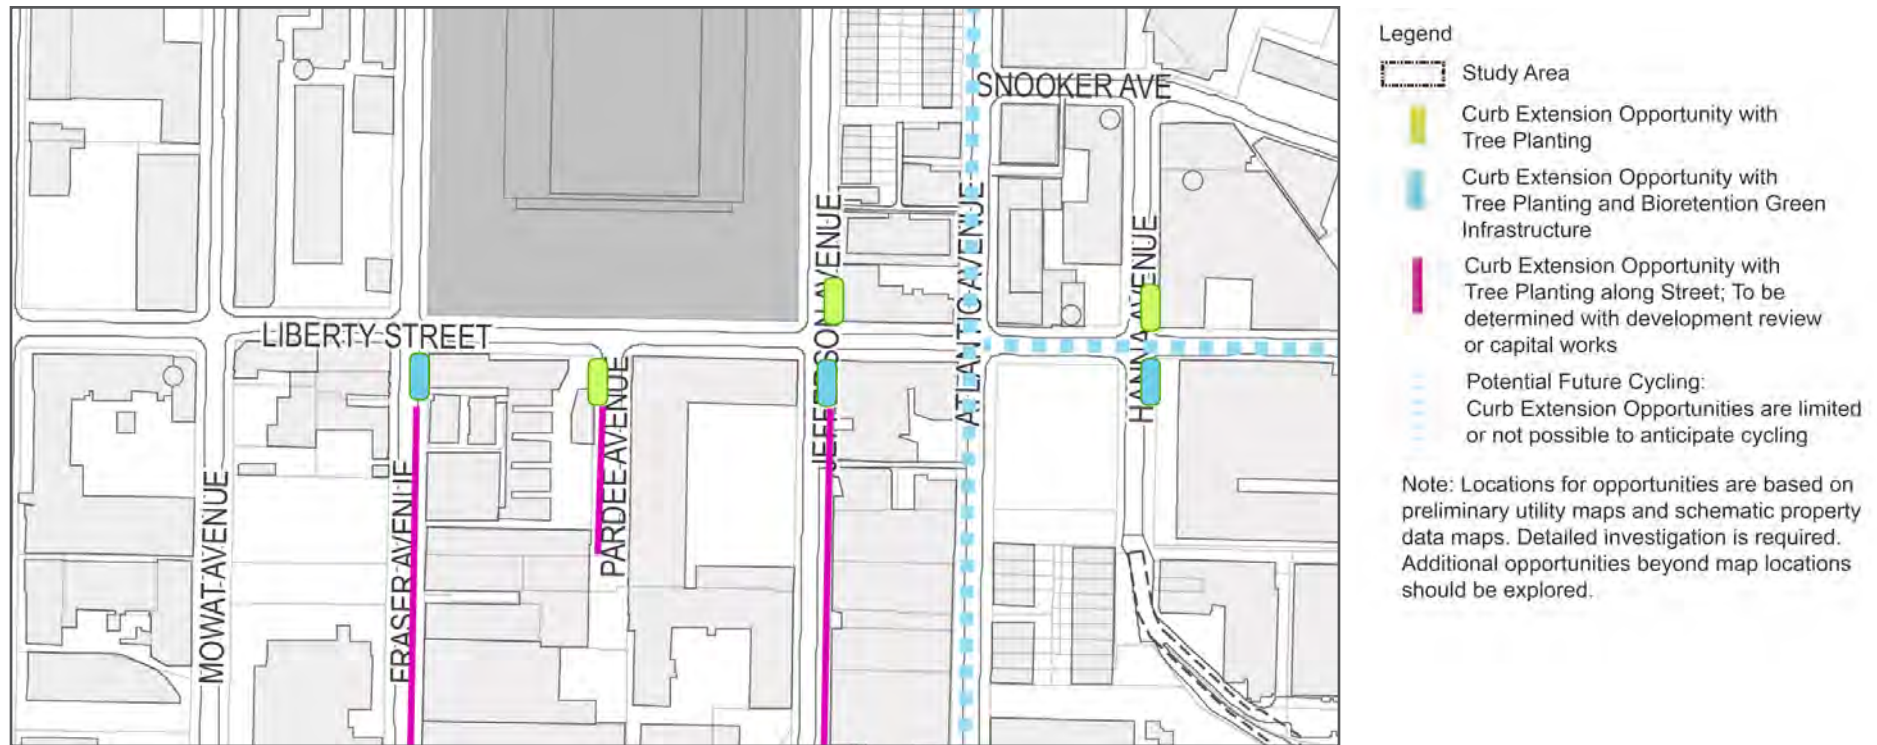 SNOOKER AVE
JEFFERSON AVENUE
ATLANTIC AVENUE
HANNA AVENUE
LIBERTY STREET
MOWAT AVENUE
FRASER AVENUE
PARDEE AVENUE
Legend
Study Area
Curb Extension Opportunity with
Tree Planting
Curb Extension Opportunity with
Tree Planting and Bioretention Green
Infrastructure
Curb Extension Opportunity with
Tree Planting along Street; To be
determined with development review
or capital works
Potential Future Cycling:
Curb Extension Opportunities are limited
or not possible to anticipate cycling
Note: Locations for opportunities are based on
preliminary utility maps and schematic property
data maps. Detailed investigation is required.
Additional opportunities beyond map locations
should be explored.